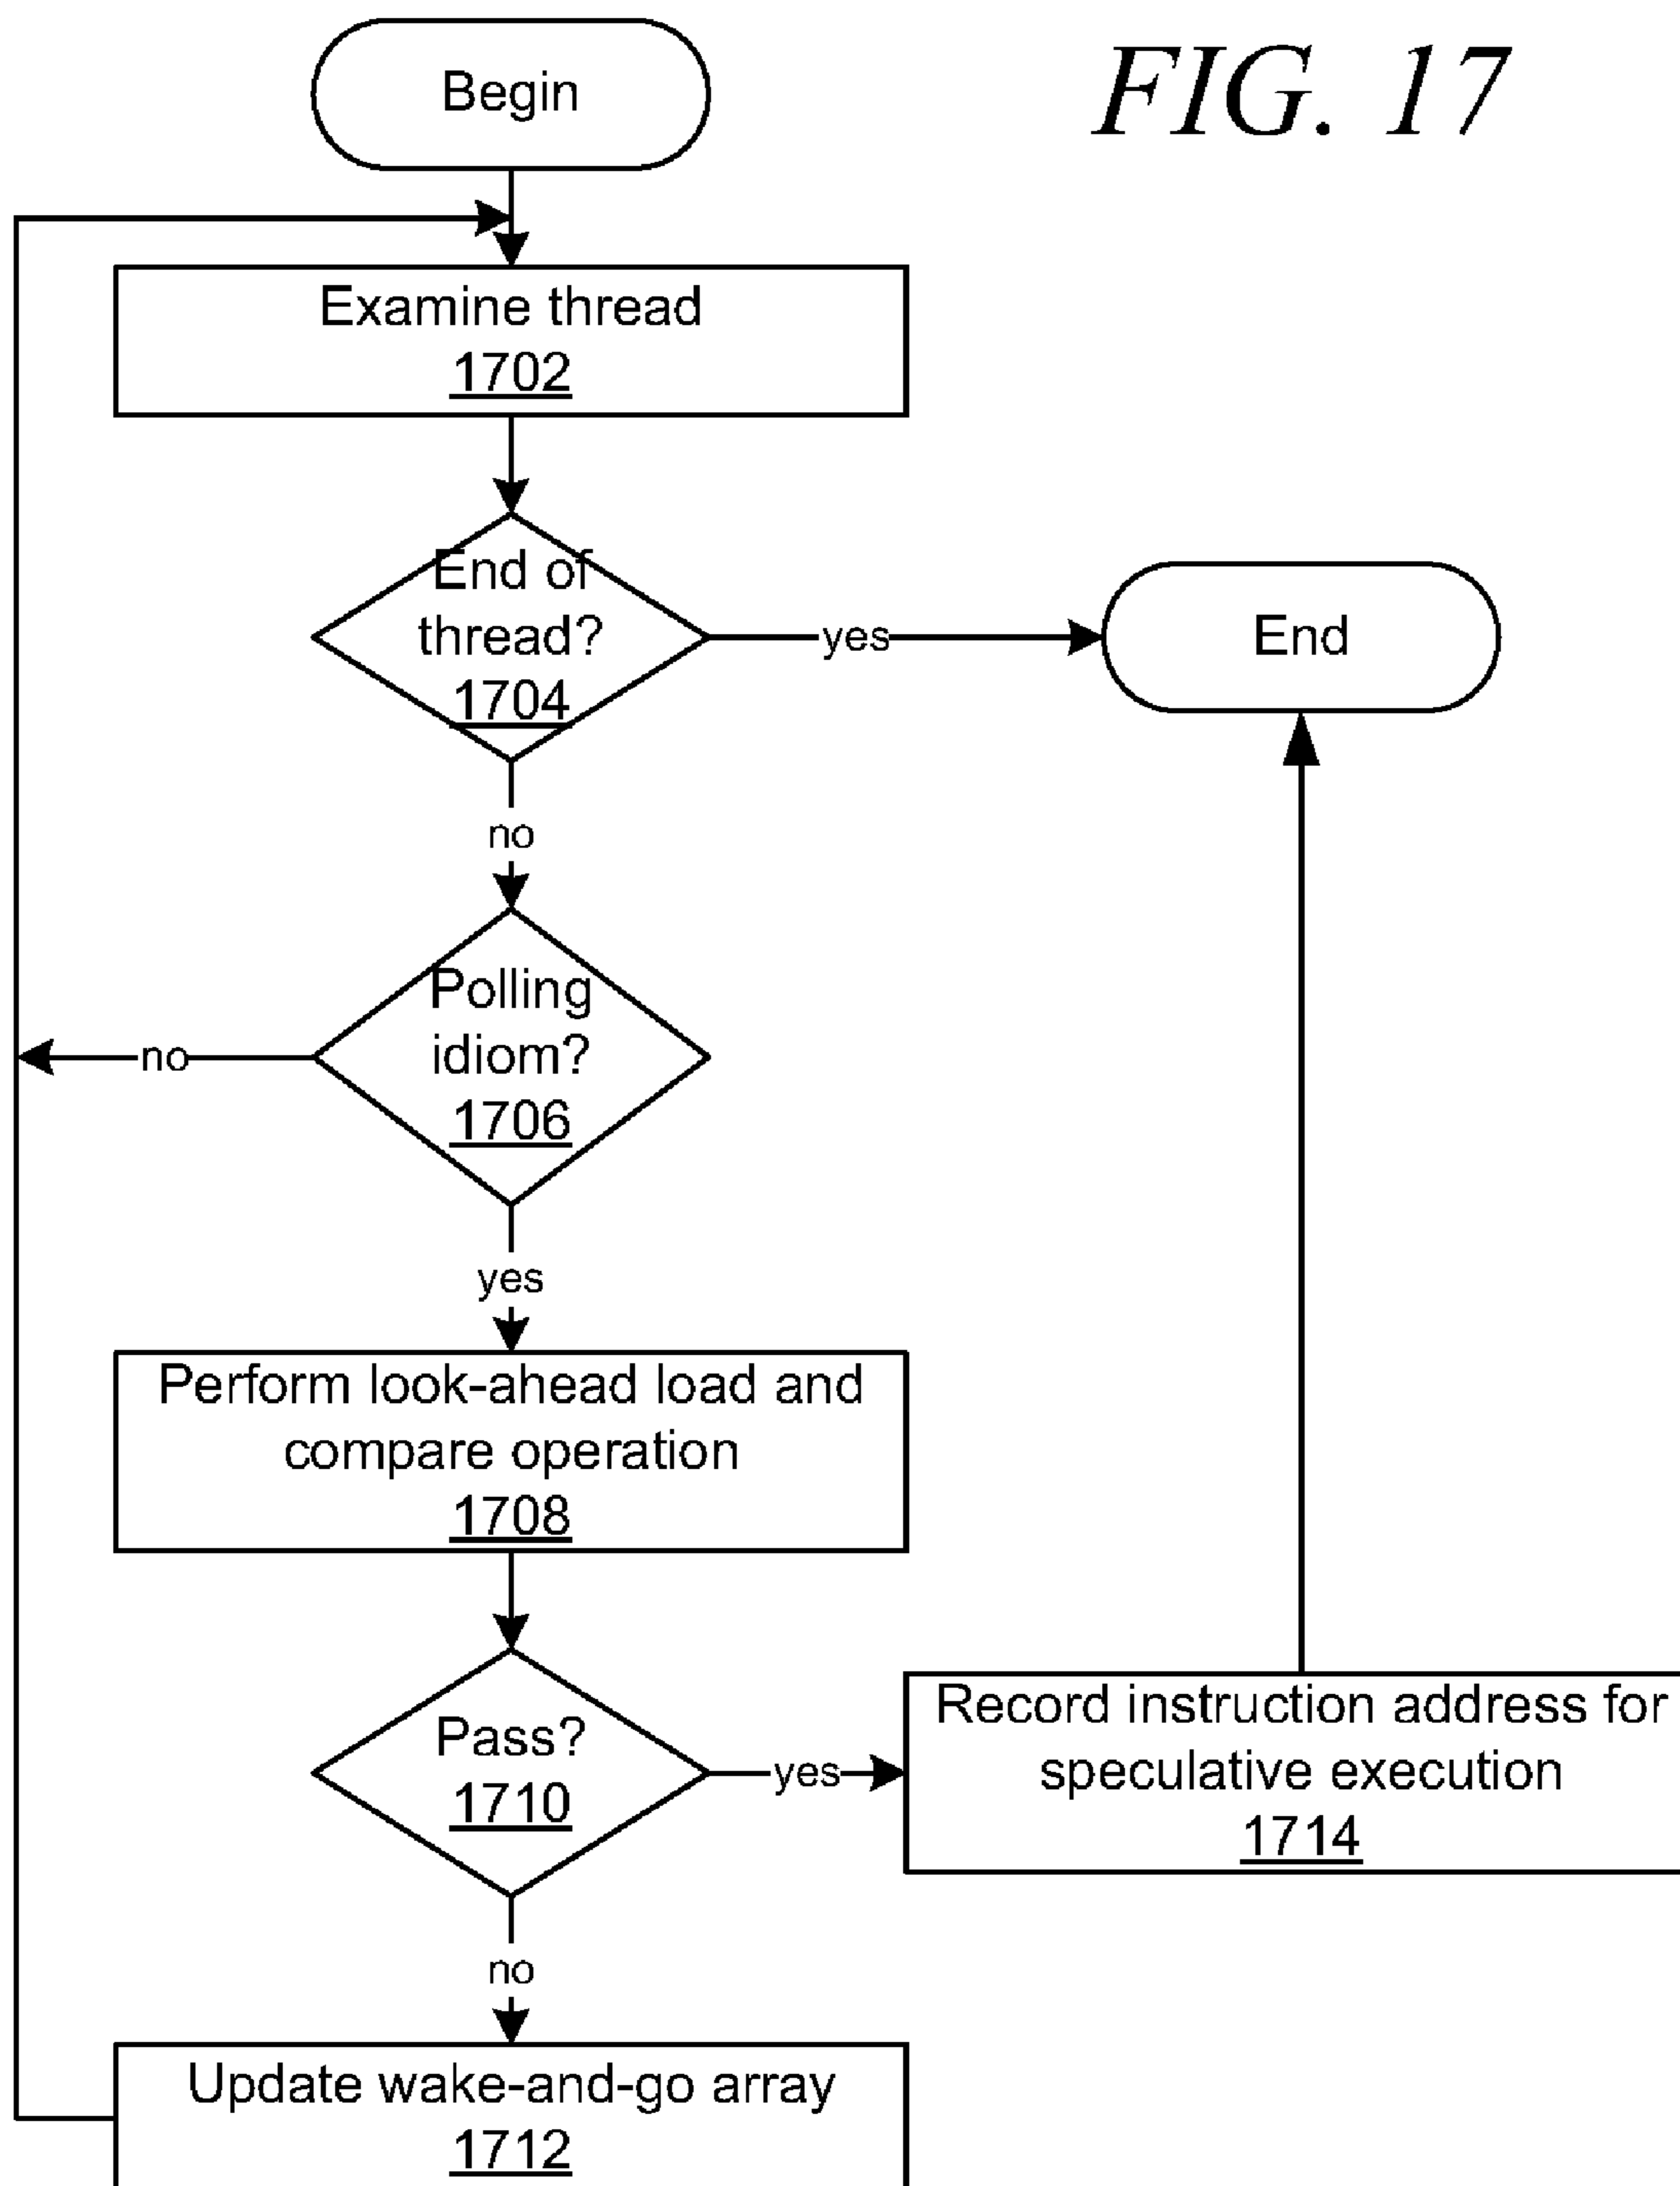 FIG. 17
Begin
Examine thread
1702
End of
thread?
1704
yes
End
no
Polling
idiom?
1706
no
yes
Perform look-ahead load and
compare operation
1708
Pass?
1710
yes
Record instruction address for
speculative execution
1714
no
Update wake-and-go array
1712